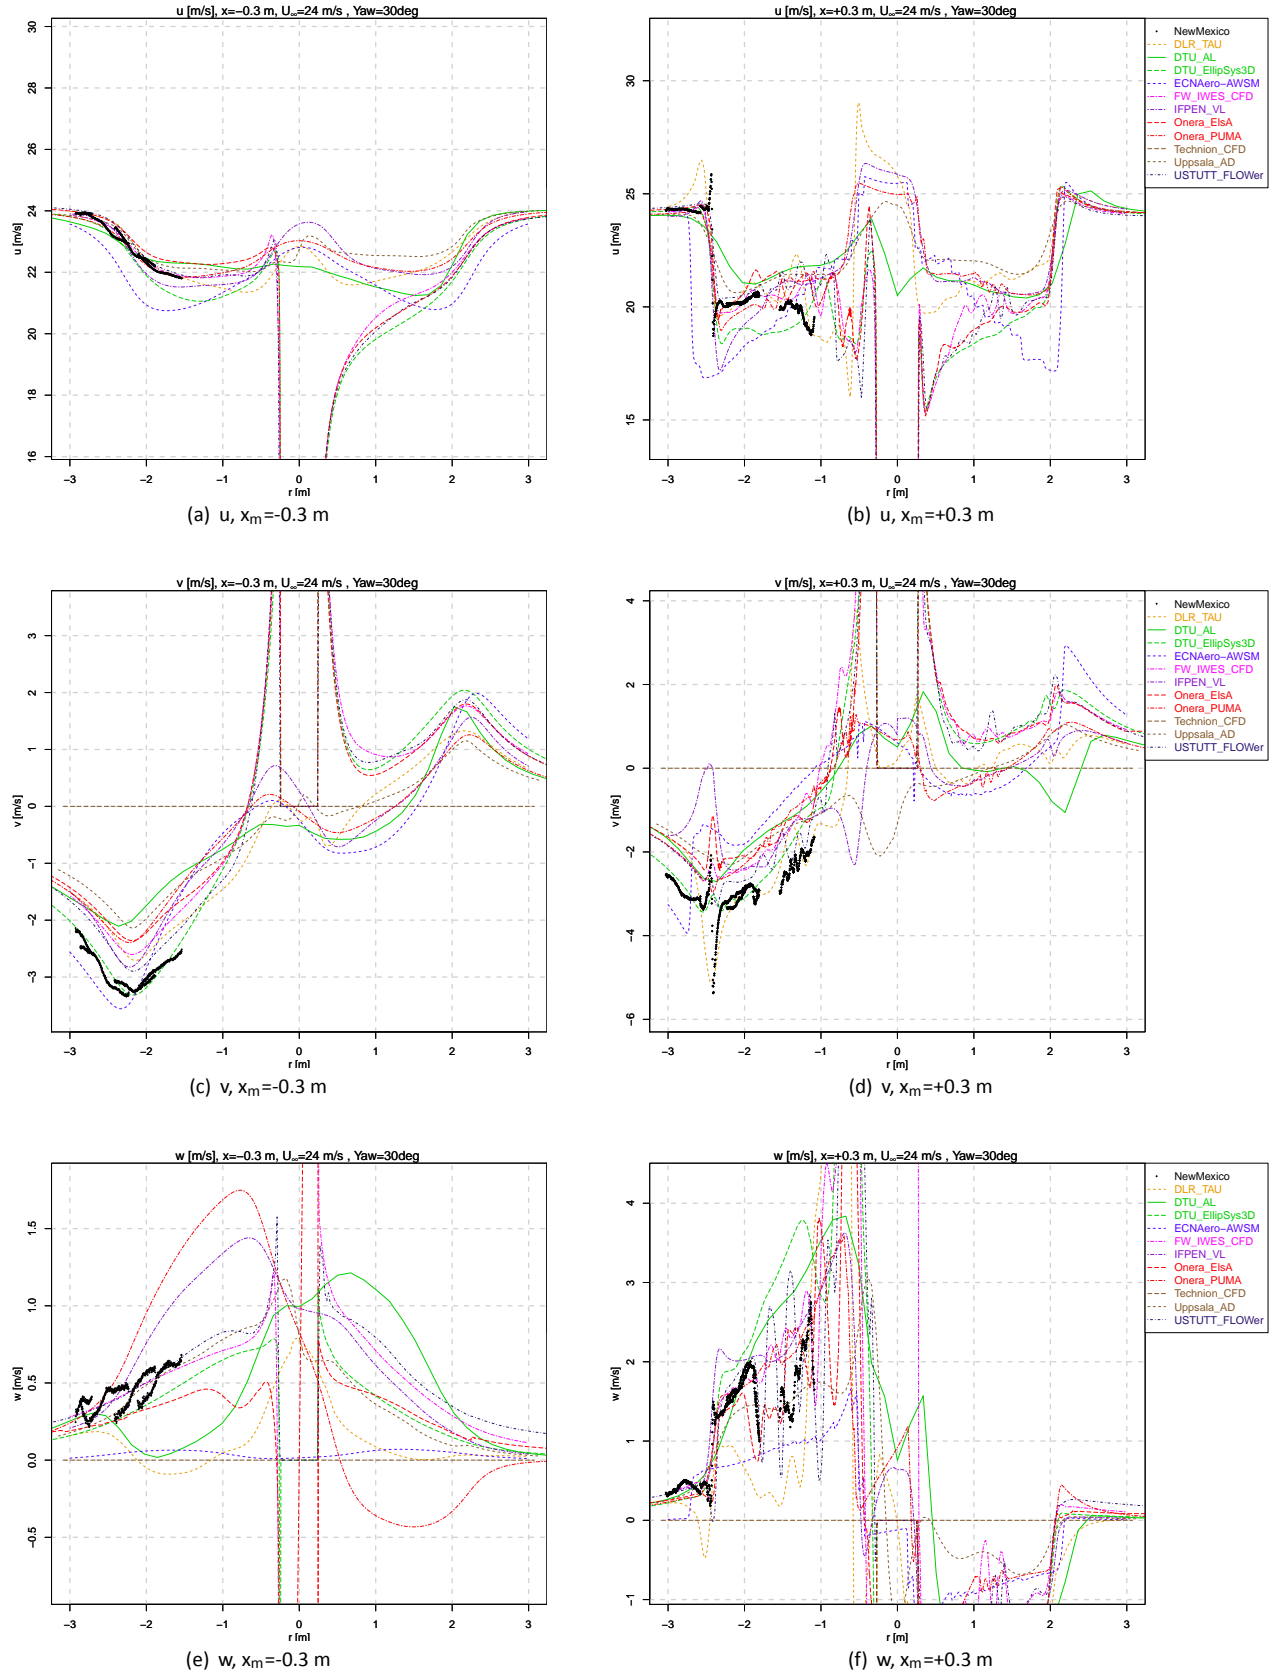 u [m/s], x=−0.3 m, U∞=24 m/s , Yaw=30deg
30
28
26
24
22
20
18
16
u [m/s]
−3 −2 −1 0 1 2 3
r [m]
(a) u, xm=-0.3 m
u [m/s], x=+0.3 m, U∞=24 m/s , Yaw=30deg
30
25
20
15
u [m/s]
−3 −2 −1 0 1 2 3
r [m]
NewMexico
DLR_TAU
DTU_AL
DTU_EllipSys3D
ECNAero−AWSM
FW_IWES_CFD
IFPEN_VL
Onera_ElsA
Onera_PUMA
Technion_CFD
Uppsala_AD
USTUTT_FLOWer
(b) u, xm=+0.3 m
v [m/s], x=−0.3 m, U∞=24 m/s , Yaw=30deg
3
2
1
0
−1
−2
−3
v [m/s]
−3 −2 −1 0 1 2 3
r [m]
(c) v, xm=-0.3 m
v [m/s], x=+0.3 m, U∞=24 m/s , Yaw=30deg
4
2
0
−2
−4
−6
v [m/s]
−3 −2 −1 0 1 2 3
r [m]
NewMexico
DLR_TAU
DTU_AL
DTU_EllipSys3D
ECNAero−AWSM
FW_IWES_CFD
IFPEN_VL
Onera_ElsA
Onera_PUMA
Technion_CFD
Uppsala_AD
USTUTT_FLOWer
(d) v, xm=+0.3 m
w [m/s], x=−0.3 m, U∞=24 m/s , Yaw=30deg
1.5
1.0
0.5
0.0
−0.5
w [m/s]
−3 −2 −1 0 1 2 3
r [m]
(e) w, xm=-0.3 m
w [m/s], x=+0.3 m, U∞=24 m/s , Yaw=30deg
4
3
2
1
0
−1
w [m/s]
−3 −2 −1 0 1 2 3
r [m]
NewMexico
DLR_TAU
DTU_AL
DTU_EllipSys3D
ECNAero−AWSM
FW_IWES_CFD
IFPEN_VL
Onera_ElsA
Onera_PUMA
Technion_CFD
Uppsala_AD
USTUTT_FLOWer
(f) w, xm=+0.3 m